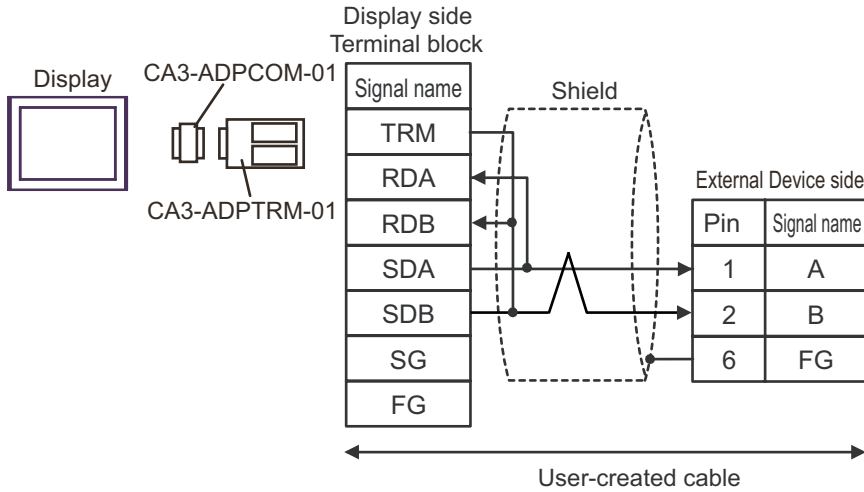 Display side
Terminal block
Display
CA3-ADPCOM-01
CA3-ADPTRM-01
Signal name
TRM
RDA
RDB
SDA
SDB
SG
FG
Shield
External Device side
Pin Signal name
1 A
2 B
6 FG
User-created cable